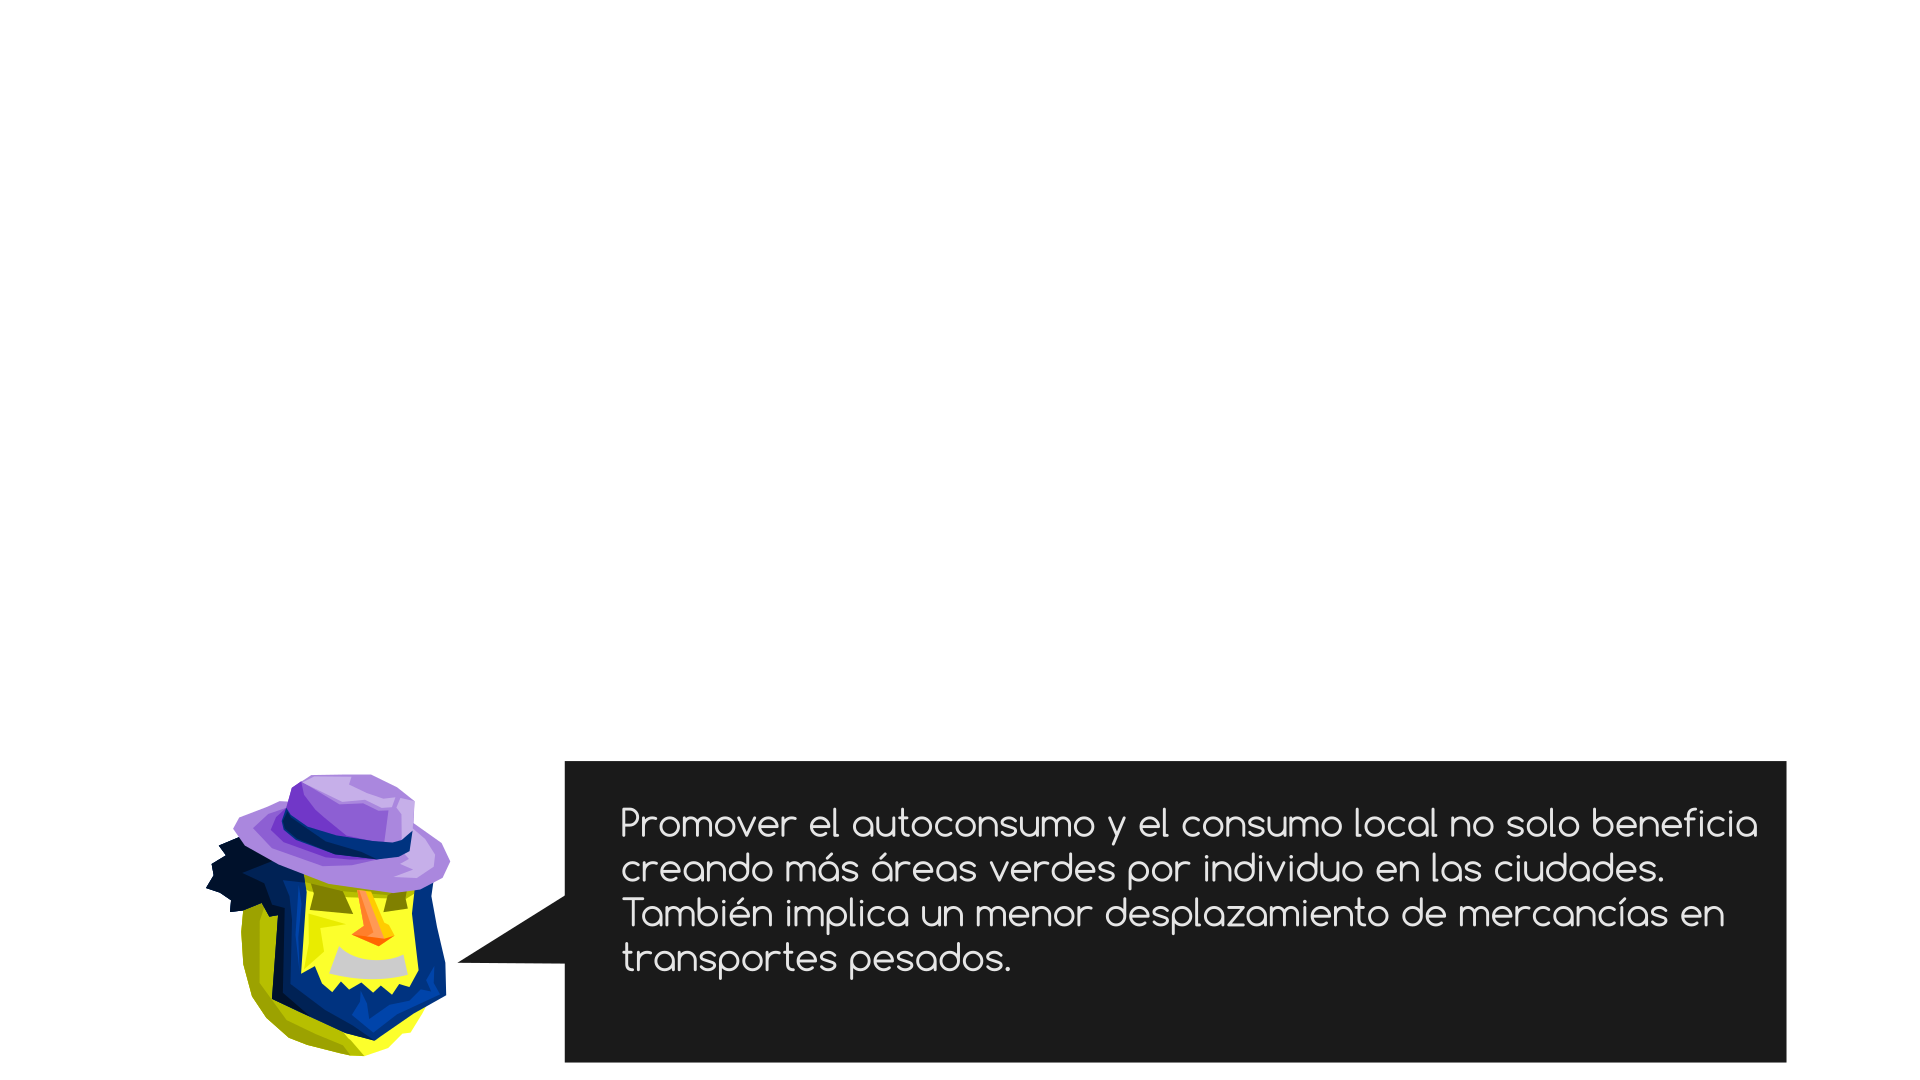 Promover el autoconsumo y el consumo local no solo beneficia
creando más áreas verdes por individuo en las ciudades.
También implica un menor desplazamiento de mercancías en
transportes pesados.